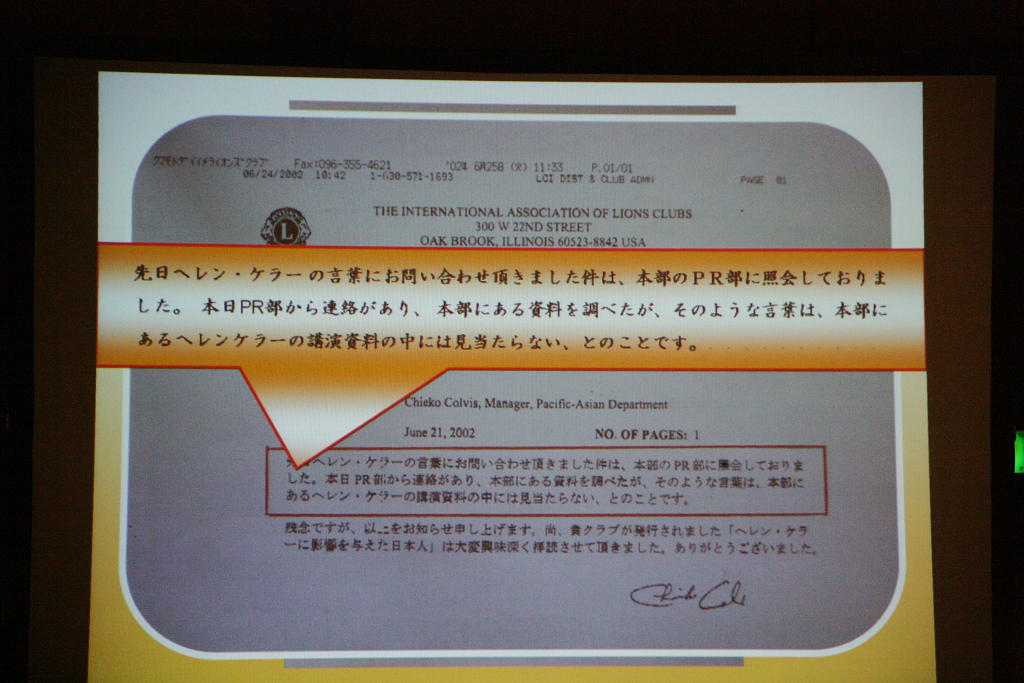 Fax:096-355-4621 '02年 6月25日 (火) 11:33 P.01/01
06/24/2002 10:42 1-630-571-1693 LCI DIST & CLUB ADMN PAGE 01
THE INTERNATIONAL ASSOCIATION OF LIONS CLUBS
300 W 22ND STREET
OAK BROOK, ILLINOIS 60523-8842 USA
L
先日ヘレン・ケラーの言葉にお問い合わせ頂きました件は、本部のPR部に照会しておりま
した。 本日PR部から連絡があり、本部にある資料を調べたが、そのような言葉は、本部に
あるヘレンケラーの講演資料の中には見当たらない、とのことです。
Chieko Colvis, Manager, Pacific-Asian Department
June 21, 2002 NO. OF PAGES: 1
ヘレン・ケラーの言葉にお問い合わせ頂きました件は、本部のPR部に照会しておりま
した。本日PR部から連絡があり、本部にある資料を調べたが、そのような言葉は、本部に
あるヘレン・ケラーの講演資料の中には見当たらない、とのことです。
残念ですが、以上をお知らせ申し上げます。尚、貴クラブが発行されました「ヘレン・ケラ
ーに影響を与えた日本人」は大変興味深く拝読させて頂きました。ありがとうございました。